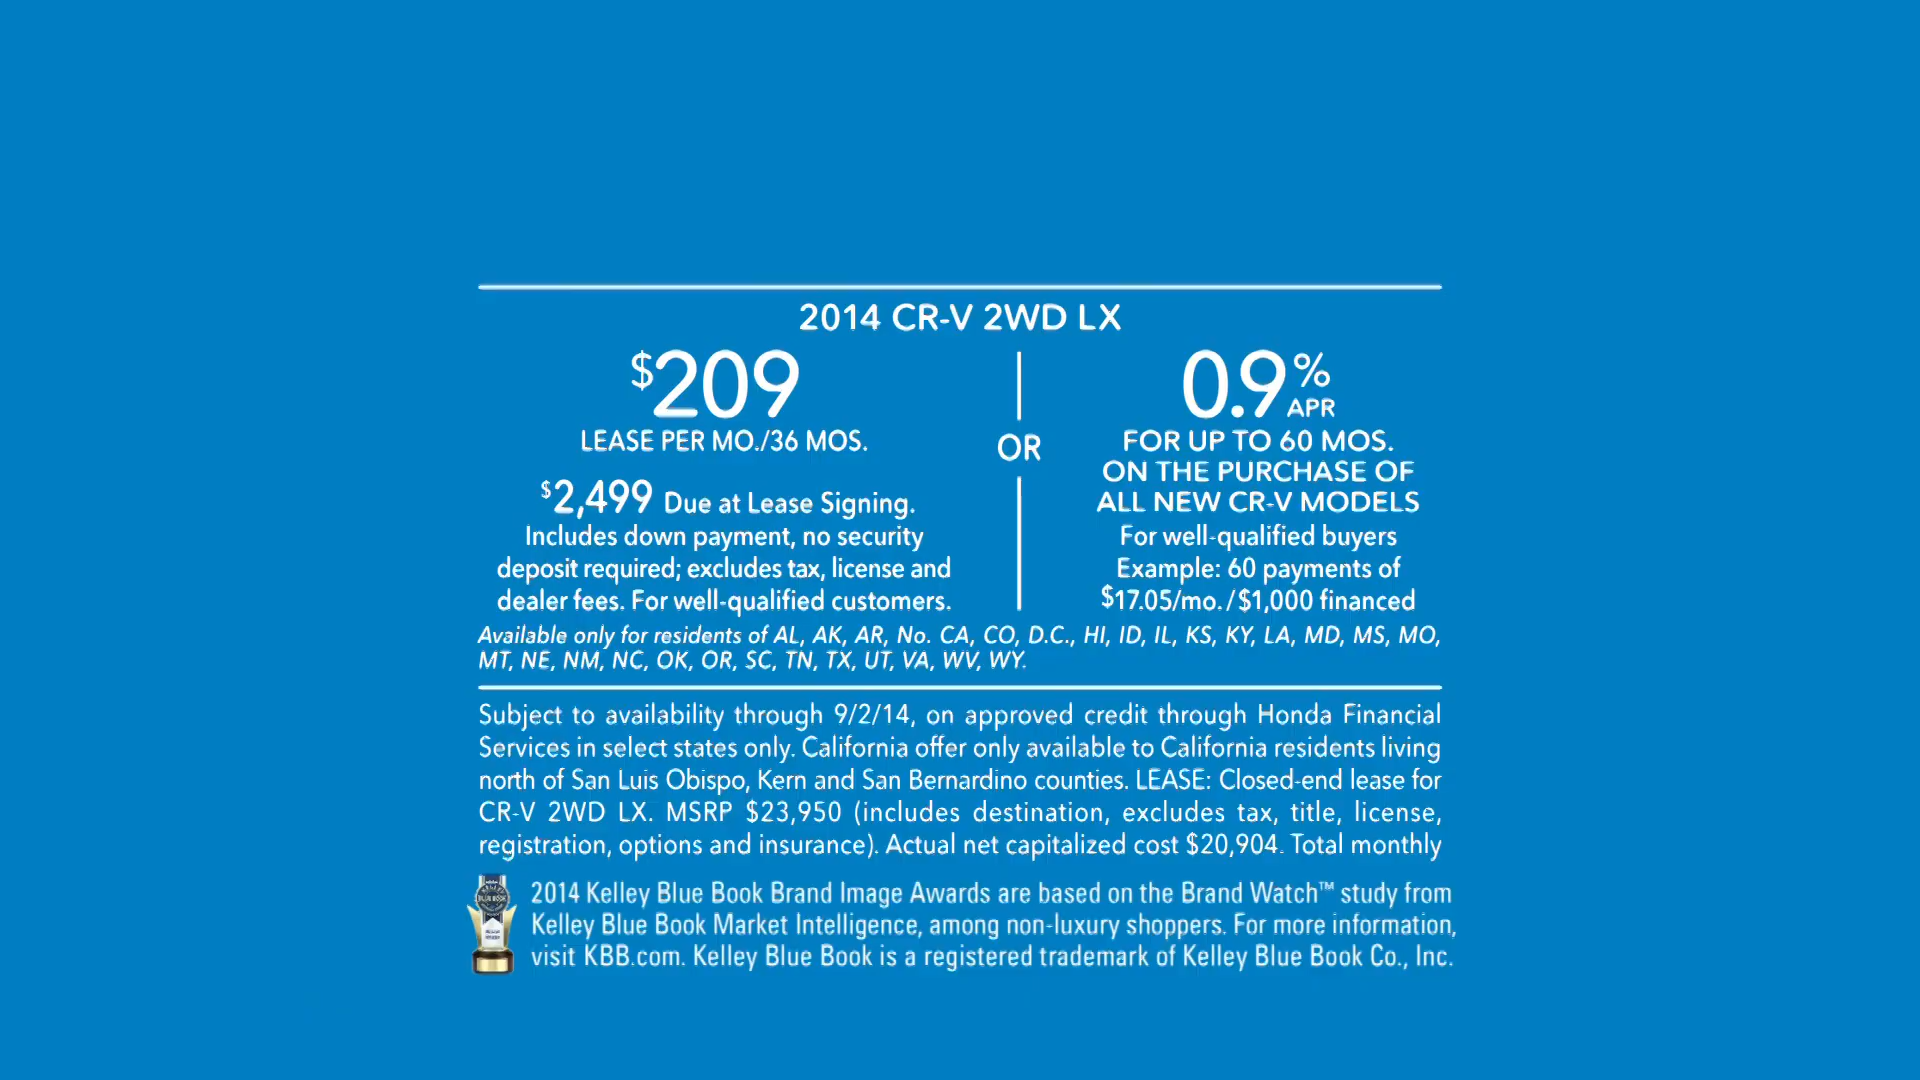 2014 CR-V 2WD LX
$209
LEASE PER MO./36 MOS.
$2,499 Due at Lease Signing.
Includes down payment, no security
deposit required; excludes tax, license and
dealer fees. For well-qualified customers.
OR
0.9% APR
FOR UP TO 60 MOS.
ON THE PURCHASE OF
ALL NEW CR-V MODELS
For well-qualified buyers
Example: 60 payments of
$17.05/mo./$1,000 financed
Available only for residents of AL, AK, AR, No. CA, CO, D.C., HI, ID, IL, KS, KY, LA, MD, MS, MO,
MT, NE, NM, NC, OK, OR, SC, TN, TX, UT, VA, WV, WY.
Subject to availability through 9/2/14, on approved credit through Honda Financial
Services in select states only. California offer only available to California residents living
north of San Luis Obispo, Kern and San Bernardino counties. LEASE: Closed-end lease for
CR-V 2WD LX. MSRP $23,950 (includes destination, excludes tax, title, license,
registration, options and insurance). Actual net capitalized cost $20,904. Total monthly
2014 Kelley Blue Book Brand Image Awards are based on the Brand Watch™ study from
Kelley Blue Book Market Intelligence, among non-luxury shoppers. For more information,
visit KBB.com. Kelley Blue Book is a registered trademark of Kelley Blue Book Co., Inc.